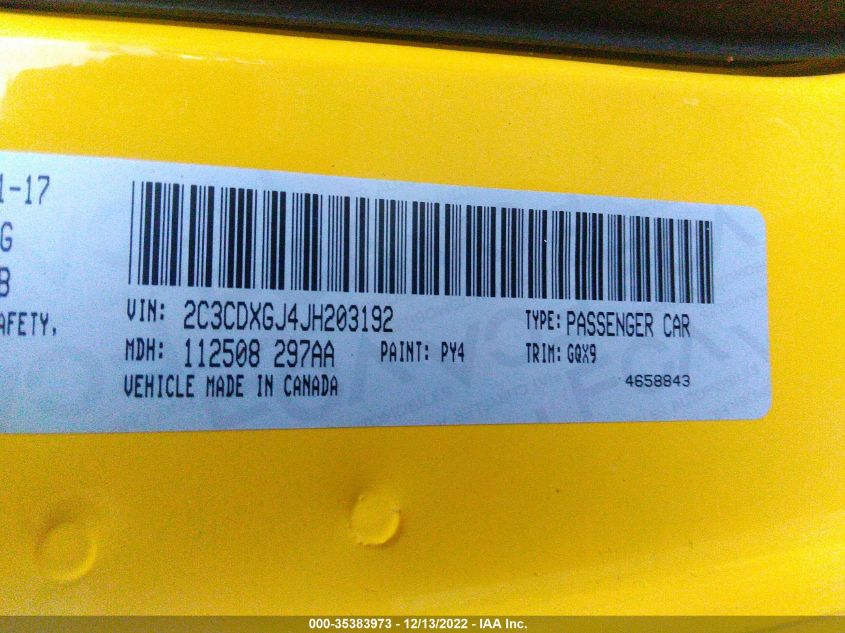 1-17
G
B
AFETY.
VIN: 2C3CDXGJ4JH203192 TYPE: PASSENGER CAR
MDH: 112508 297AA PAINT: PY4 TRIM: GQX9
VEHICLE MADE IN CANADA 4658843
000-35383973 - 12/13/2022 - IAA Inc.